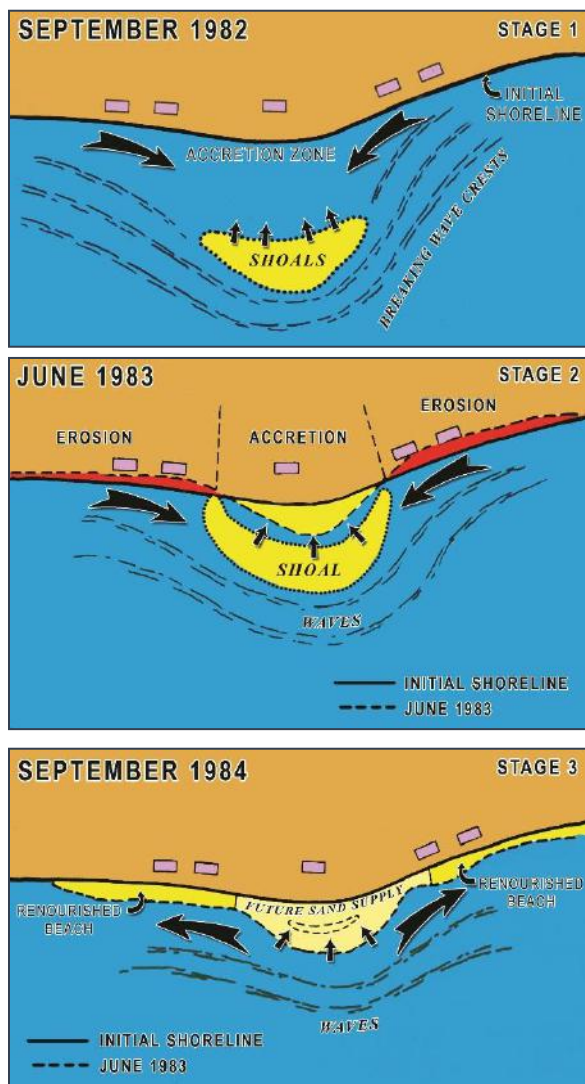 SEPTEMBER 1982
STAGE 1
INITIAL
SHORELINE
ACCRETION ZONE
SHOALS
BREAKING WAVE CRESTS
JUNE 1983
STAGE 2
EROSION
ACCRETION
EROSION
SHOAL
WAVES
INITIAL SHORELINE
JUNE 1983
SEPTEMBER 1984
STAGE 3
RENOURISHED
BEACH
FUTURE SAND SUPPLY
RENOURISHED
BEACH
WAVES
INITIAL SHORELINE
JUNE 1983